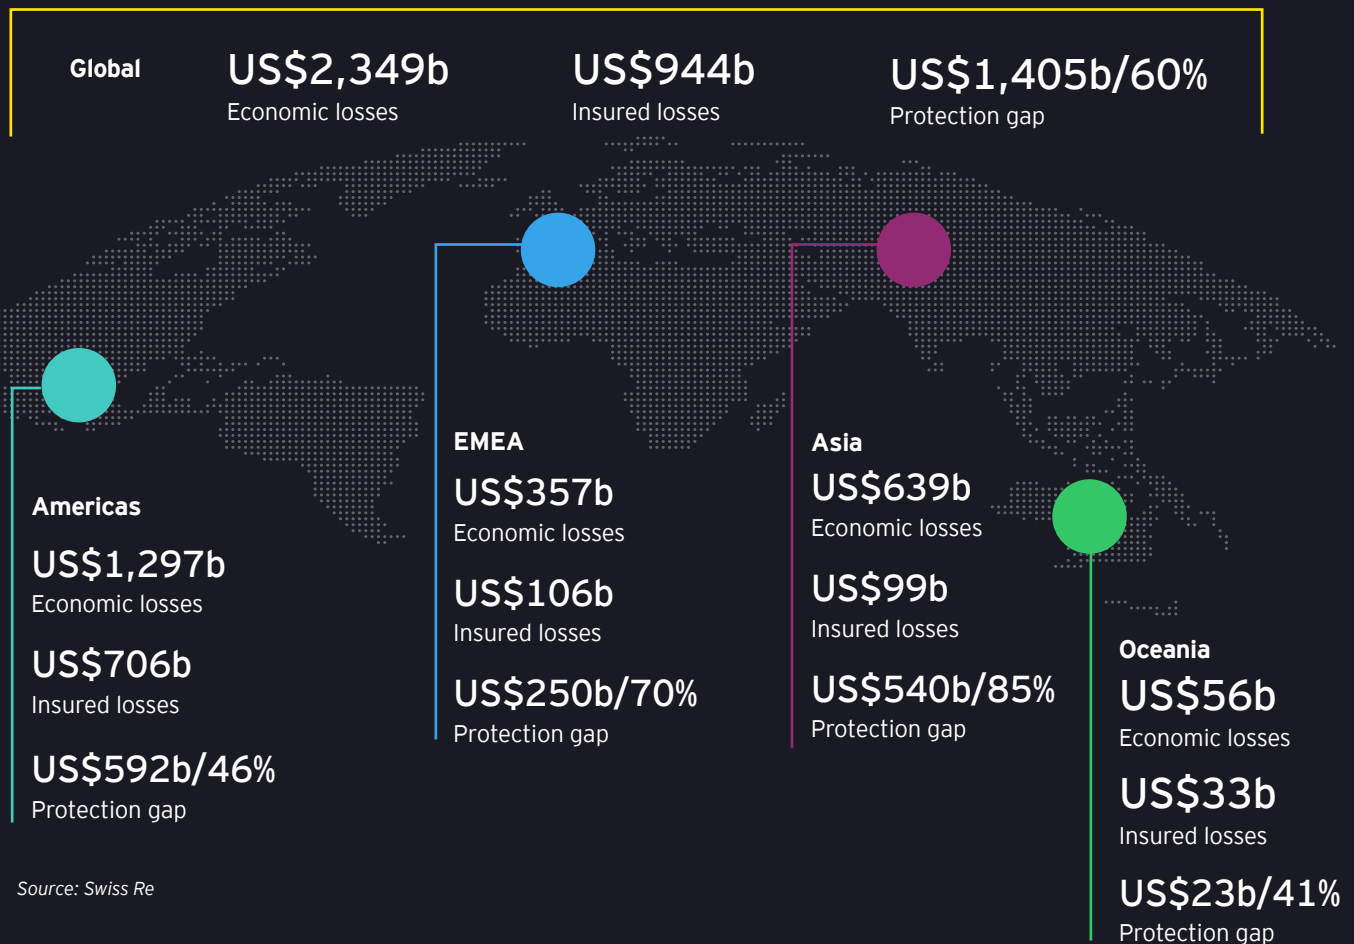 Global
US$2,349b
Economic losses
US$944b
Insured losses
US$1,405b/60%
Protection gap
Americas
US$1,297b
Economic losses
US$706b
Insured losses
US$592b/46%
Protection gap
EMEA
US$357b
Economic losses
US$106b
Insured losses
US$250b/70%
Protection gap
Asia
US$639b
Economic losses
US$99b
Insured losses
US$540b/85%
Protection gap
Oceania
US$56b
Economic losses
US$33b
Insured losses
US$23b/41%
Protection gap
Source: Swiss Re